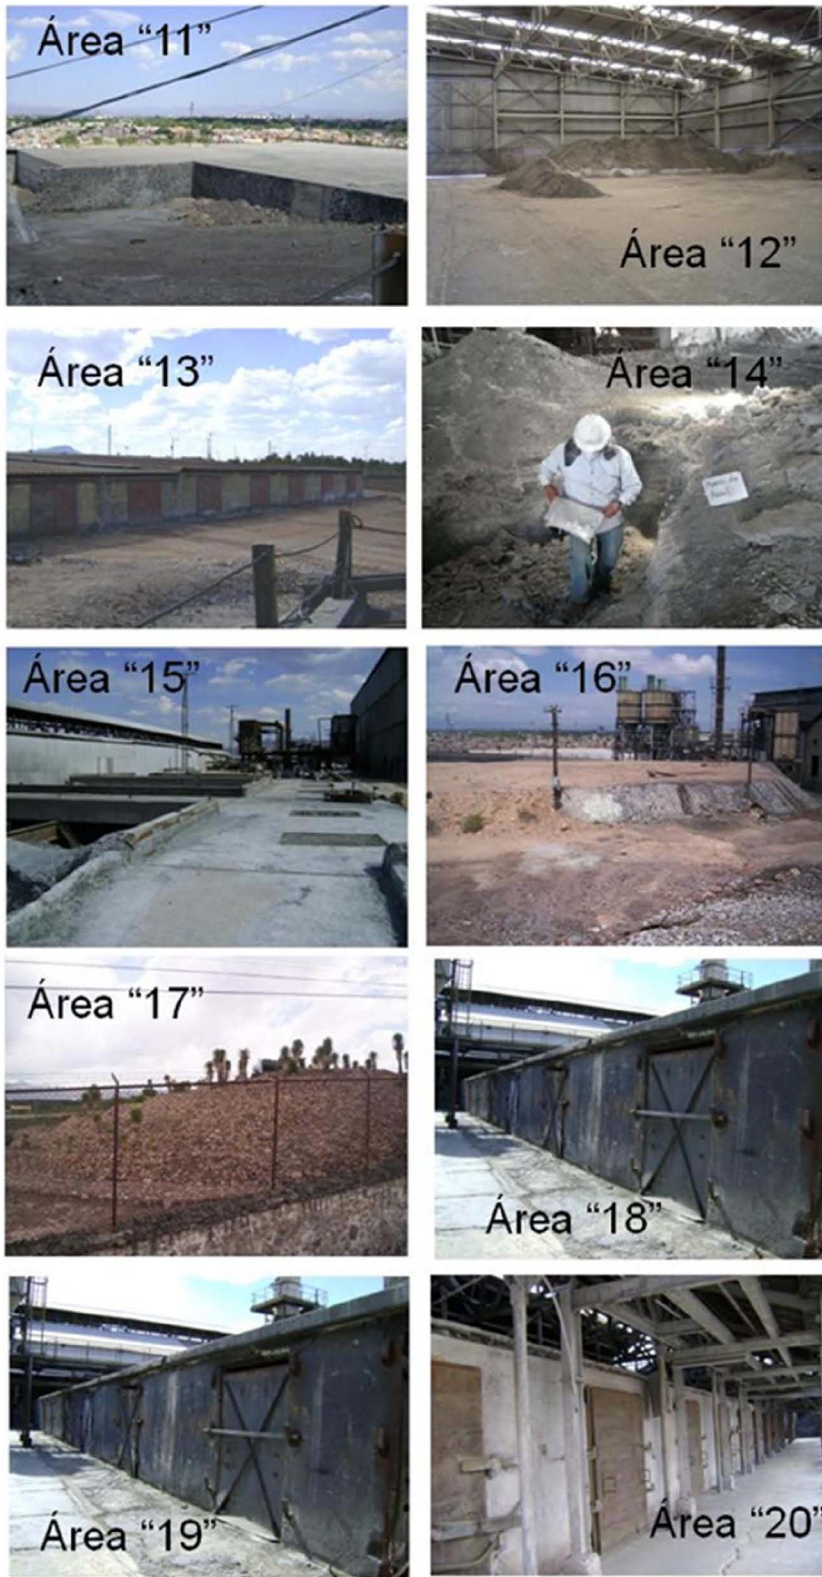 Área “11”
Área “12”
Área “13”
Área “14”
Área “15”
Área “16”
Área “17”
Área “18”
Área “19”
Área “20”